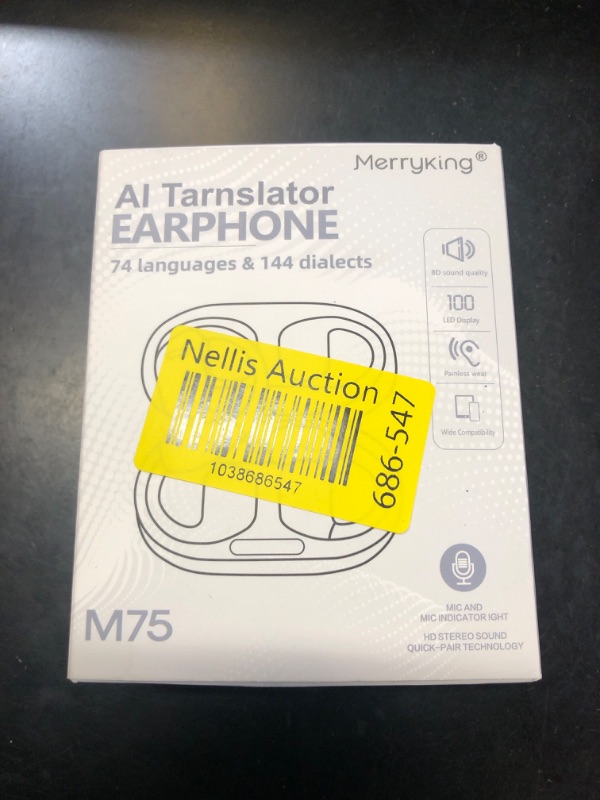 Merryking®
AI Tarnslator
EARPHONE
74 languages & 144 dialects
8D sound quality
100
LED Display
Painless wear
Wide Compatibility
Nellis Auction
1038686547
686-547
M75
MIC AND
MIC INDICATOR IGHT
HD STEREO SOUND
QUICK-PAIR TECHNOLOGY